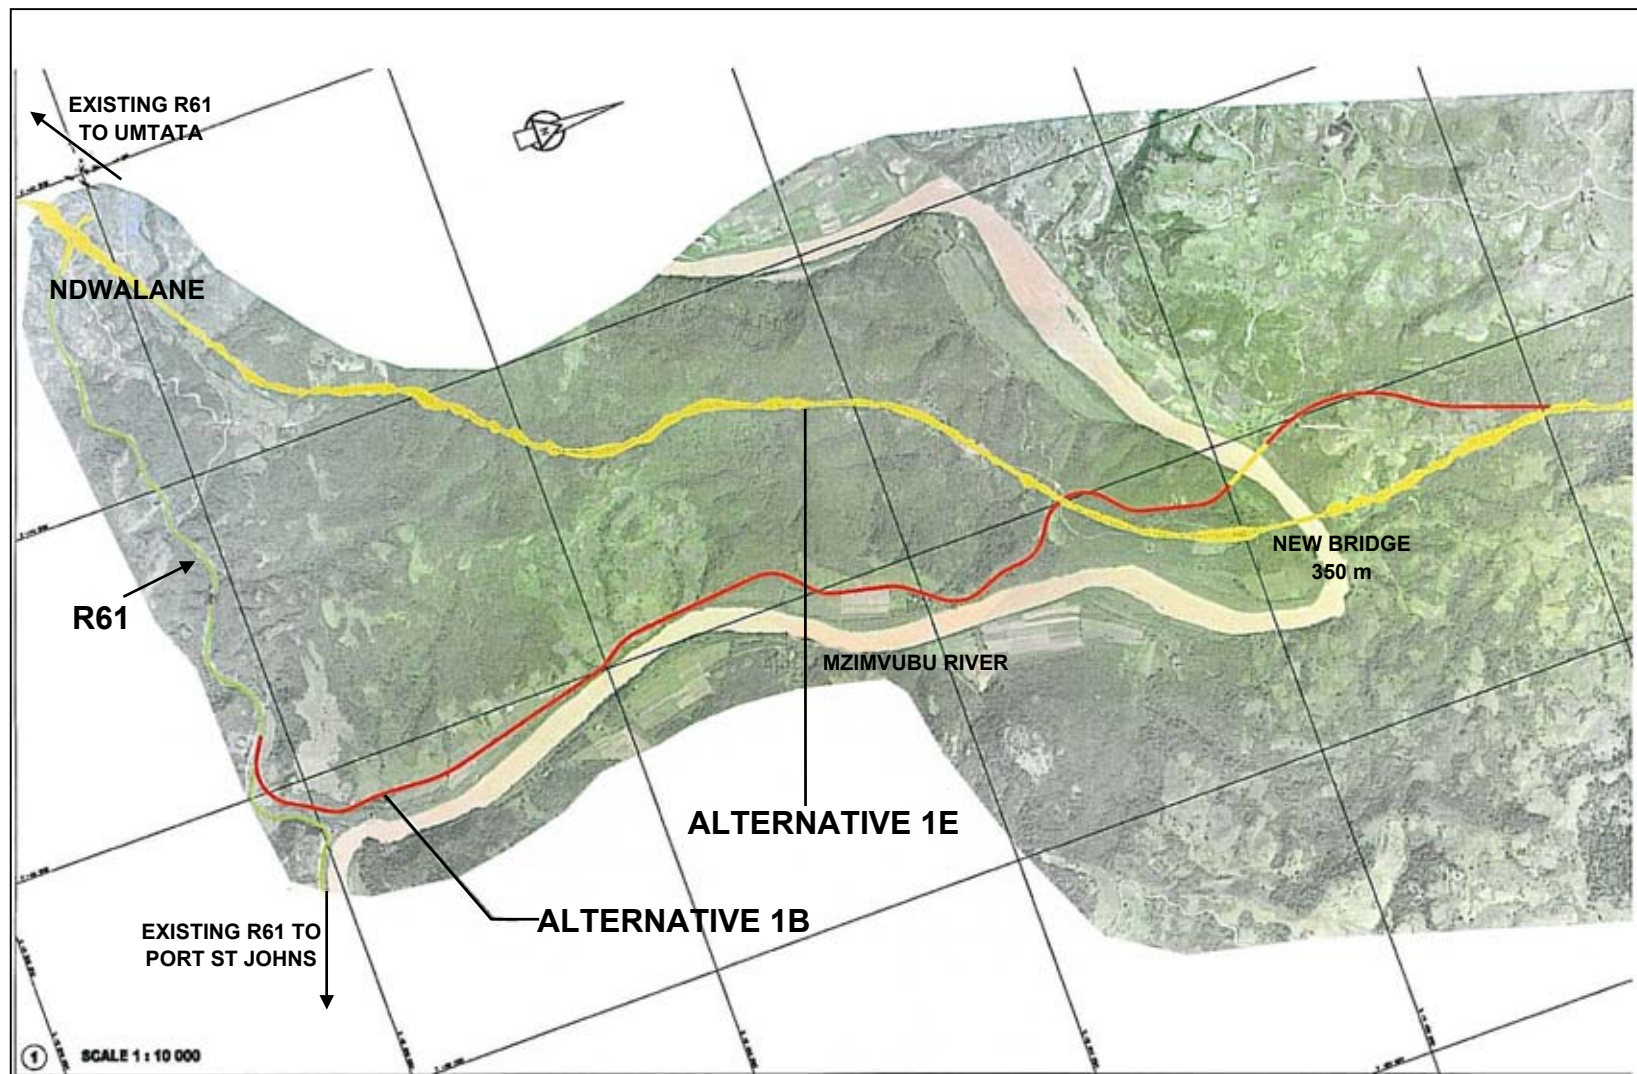 EXISTING R61
TO UMTATA
NDWALANE
R61
NEW BRIDGE
350 m
MZIMVUBU RIVER
ALTERNATIVE 1E
ALTERNATIVE 1B
EXISTING R61 TO
PORT ST JOHNS
1 SCALE 1 : 10 000